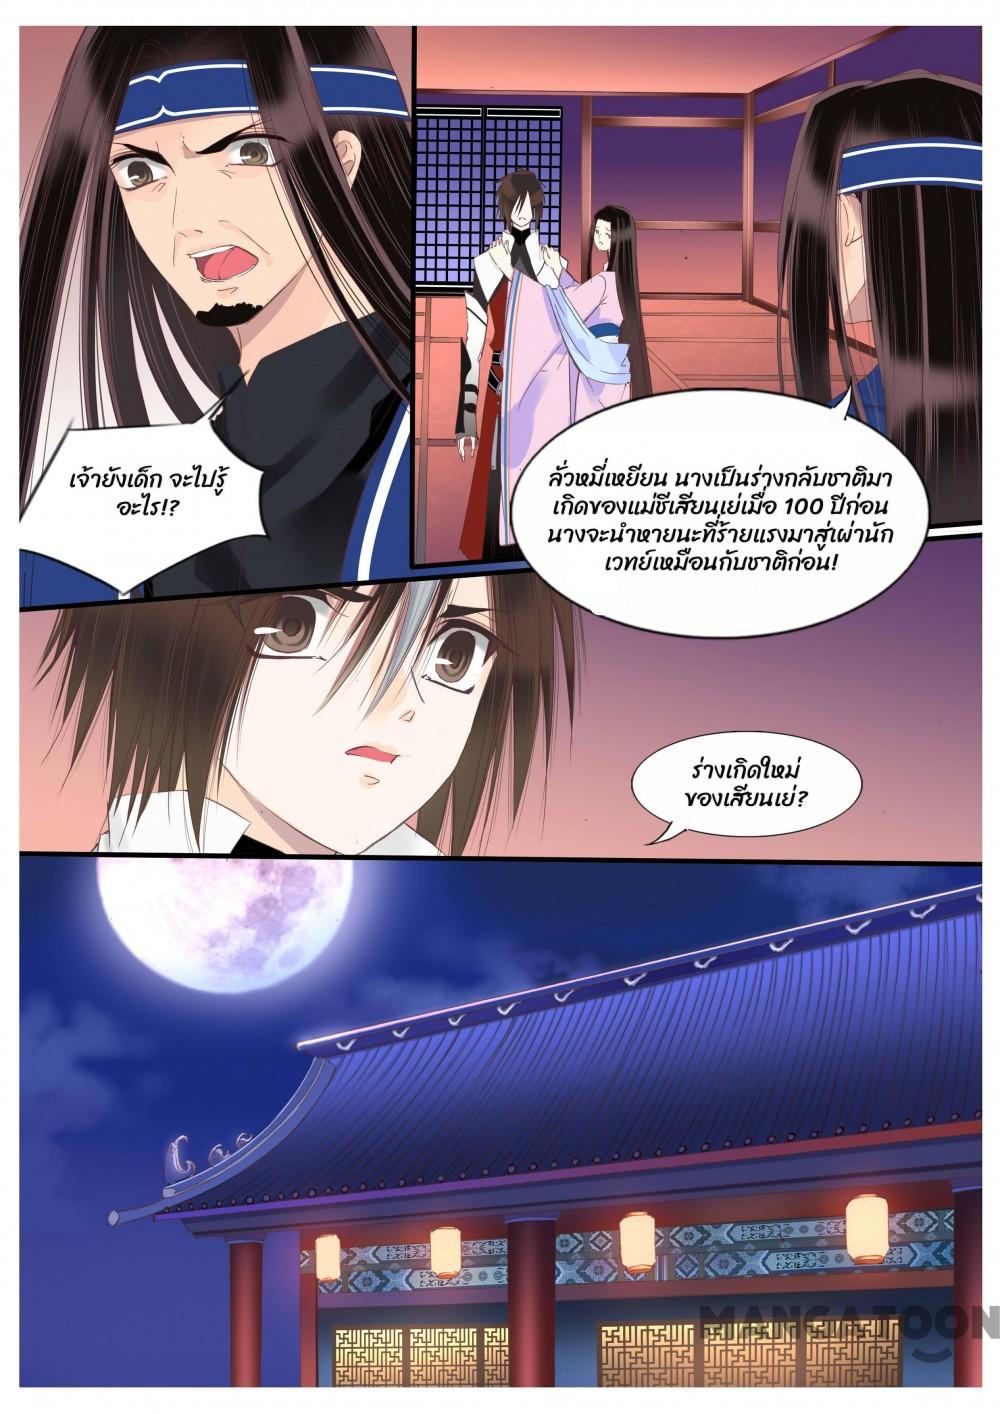 เจ้ายังเด็ก จะไปรู้
อะไร!?
ลั่วหมี่เหยียน นางเป็นร่างกลับชาติมา
เกิดของแม่ชีเสียนเย่เมื่อ 100 ปีก่อน
นางจะนำหายนะที่ร้ายแรงมาสู่เผ่านัก
เวทย์เหมือนกับชาติก่อน!
ร่างเกิดใหม่
ของเสียนเย่?
MANGATOON